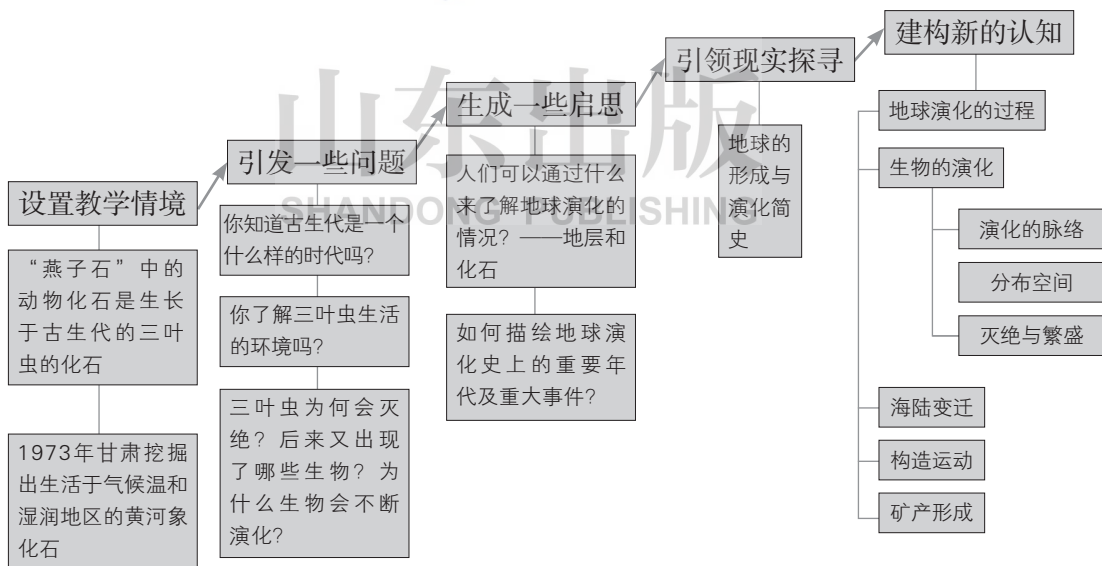 设置教学情境
“燕子石”中的
动物化石是生长
于古生代的三叶
虫的化石
1973年甘肃挖掘
出生活于气候温和
湿润地区的黄河象
化石
引发一些问题
你知道古生代是一个
什么样的时代吗？
你了解三叶虫生活
的环境吗？
三叶虫为何会灭
绝？后来又出现
了哪些生物？为
什么生物会不断
演化？
生成一些启思
人们可以通过什么
来了解地球演化的
情况？——地层和
化石
如何描绘地球演
化史上的重要年
代及重大事件？
引领现实探寻
地球的
形成与
演化简
史
建构新的认知
地球演化的过程
生物的演化
演化的脉络
分布空间
灭绝与繁盛
海陆变迁
构造运动
矿产形成
山东出版
SHANDONG PUBLISHING